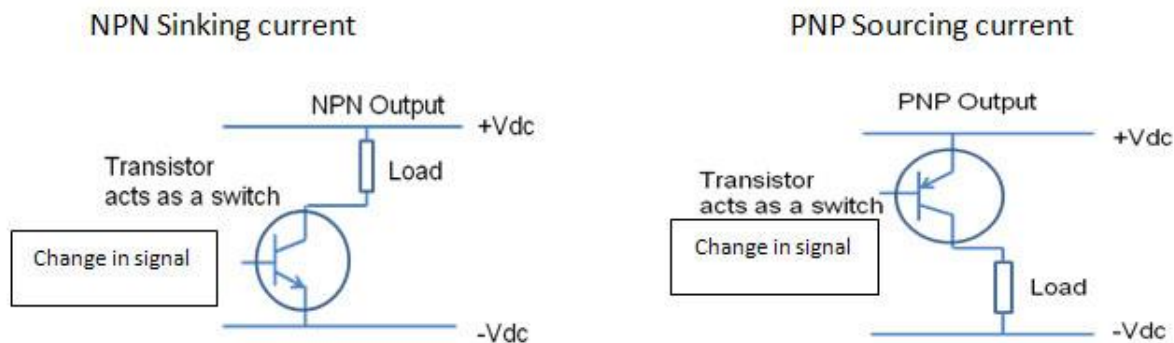 NPN Sinking current
NPN Output
+Vdc
Load
Transistor
acts as a switch
Change in signal
-Vdc
PNP Sourcing current
PNP Output
+Vdc
Transistor
acts as a switch
Change in signal
Load
-Vdc